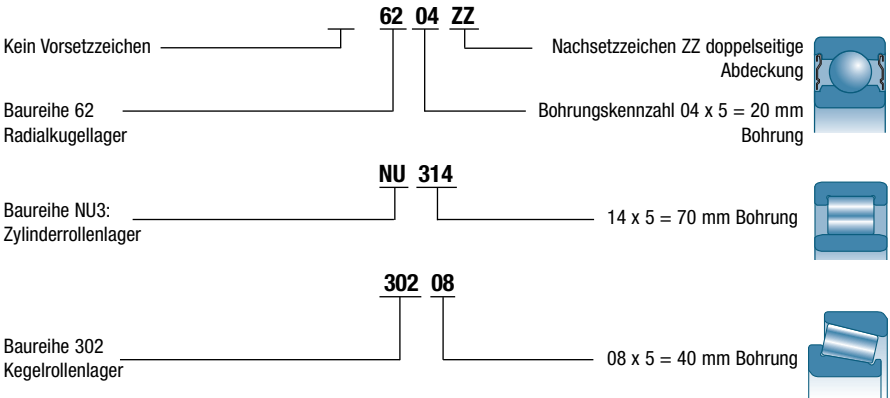 62 04 ZZ
Kein Vorsetzzeichen
Nachsetzzeichen ZZ doppelseitige
Abdeckung
Baureihe 62
Radialkugellager
Bohrungskennzahl 04 x 5 = 20 mm
Bohrung
NU 314
Baureihe NU3:
Zylinderrollenlager
14 x 5 = 70 mm Bohrung
302 08
Baureihe 302
Kegelrollenlager
08 x 5 = 40 mm Bohrung